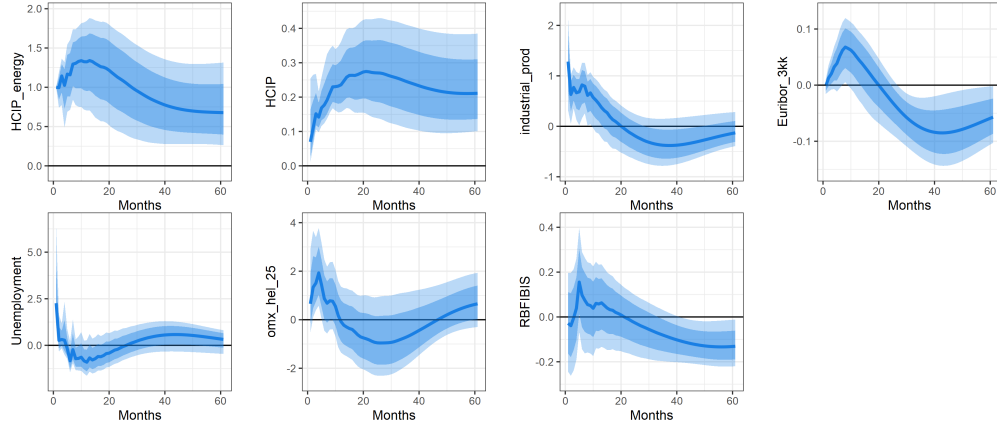 HCIP_energy
2.0
1.5
1.0
0.5
0.0
0 20 40 60
Months
HCIP
0.4
0.3
0.2
0.1
0.0
0 20 40 60
Months
industrial_prod
2
1
0
-1
0 20 40 60
Months
Euribor_3kk
0.1
0.0
-0.1
0 20 40 60
Months
Unemployment
5.0
2.5
0.0
0 20 40 60
Months
omx_hel_25
4
2
0
-2
0 20 40 60
Months
RBFIBIS
0.4
0.2
0.0
-0.2
0 20 40 60
Months